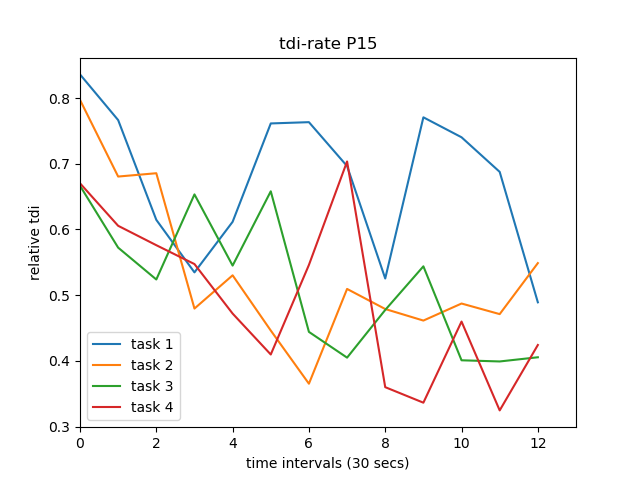 tdi-rate P15
relative tdi
0.8
0.7
0.6
0.5
0.4
0.3
task 1
task 2
task 3
task 4
0 2 4 6 8 10 12
time intervals (30 secs)